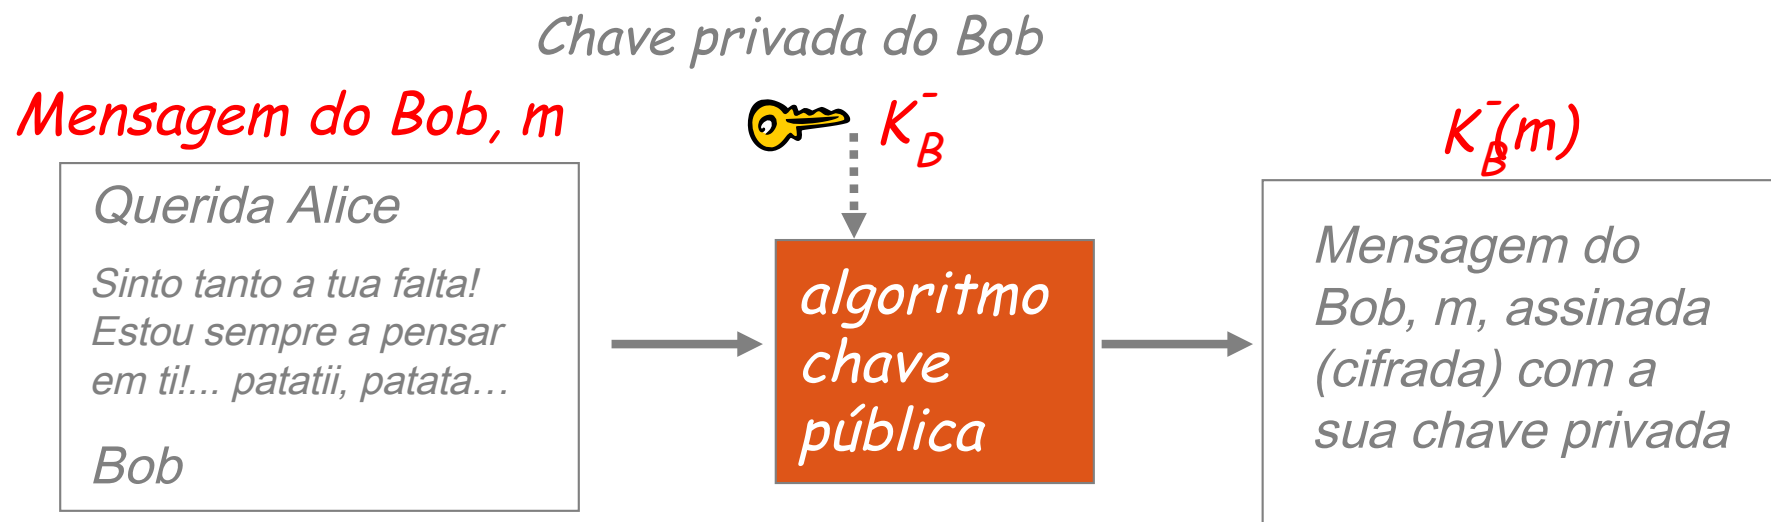 Chave privada do Bob
Mensagem do Bob, m
K⁻B
K⁻B(m)
Querida Alice
Sinto tanto a tua falta!
Estou sempre a pensar
em ti!... patatii, patata…
Bob
algoritmo
chave
pública
Mensagem do
Bob, m, assinada
(cifrada) com a
sua chave privada